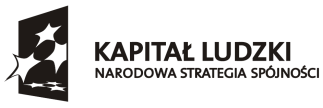 KAPITAŁ LUDZKI
NARODOWA STRATEGIA SPÓJNOŚCI